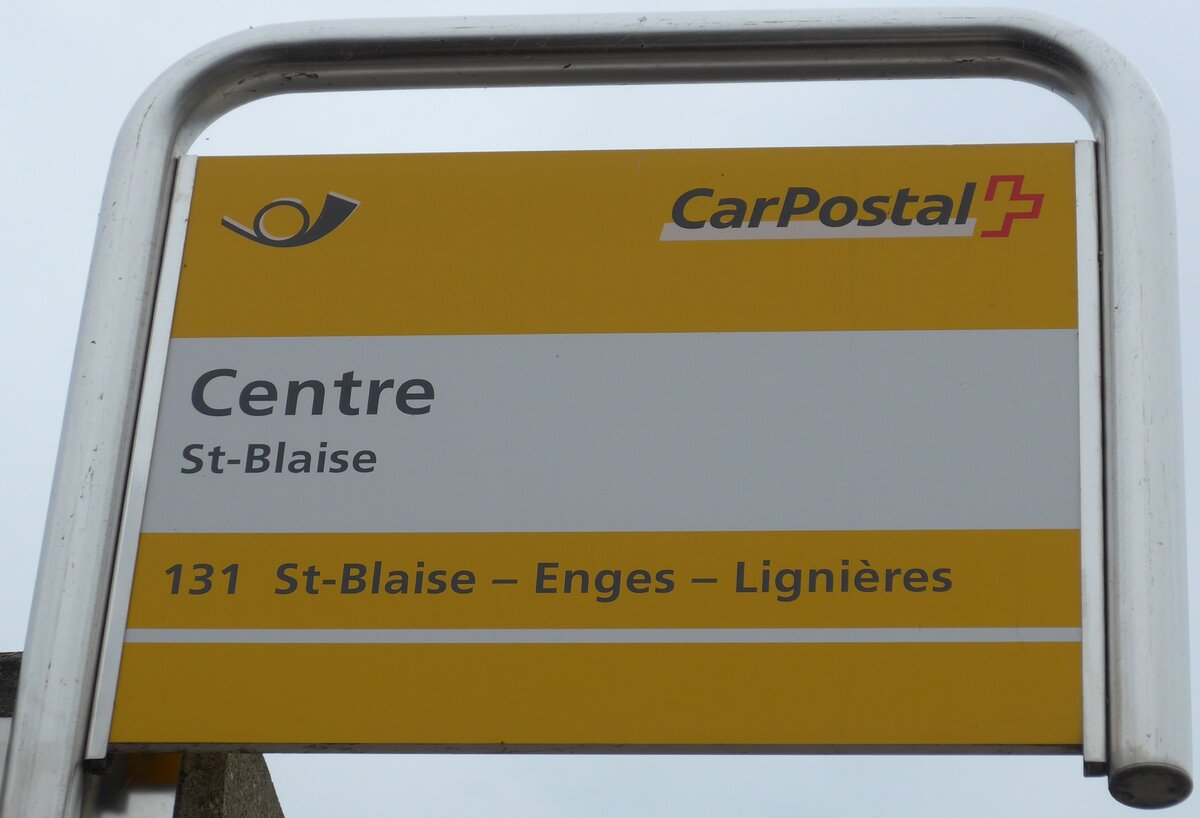 CarPostal
Centre
St-Blaise
131 St-Blaise – Enges – Lignières